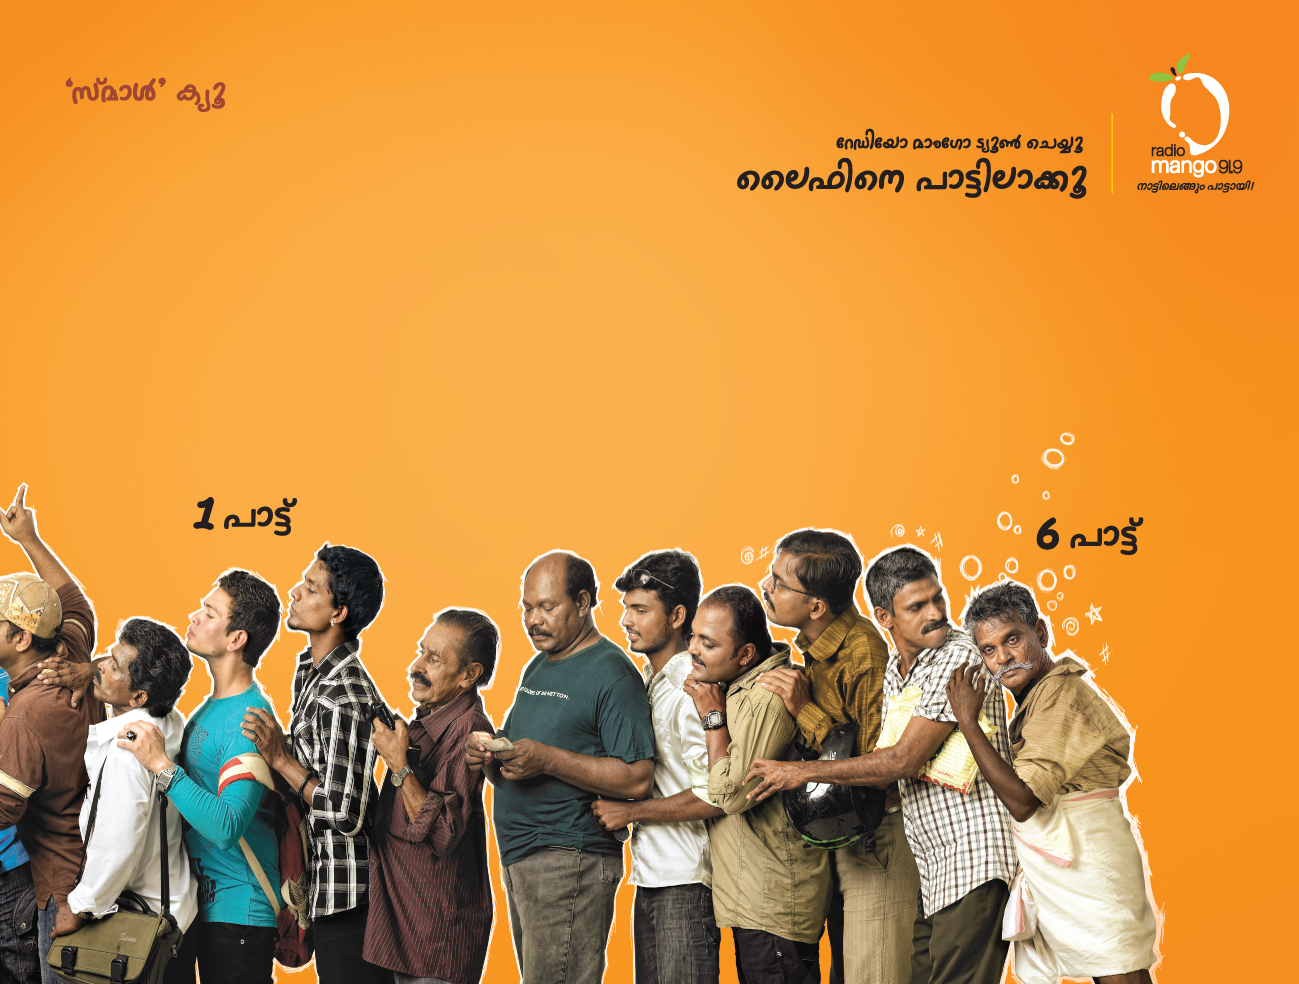 ‘സ്മാൾ’ ക്യൂ
റേഡിയോ മാംഗോ ട്യൂൺ ചെയ്യൂ
ലൈഫിനെ പാട്ടിലാക്കൂ
radio
mango 91.9
നാട്ടിലെങ്ങും പാട്ടായി!
1 പാട്ട്
6 പാട്ട്